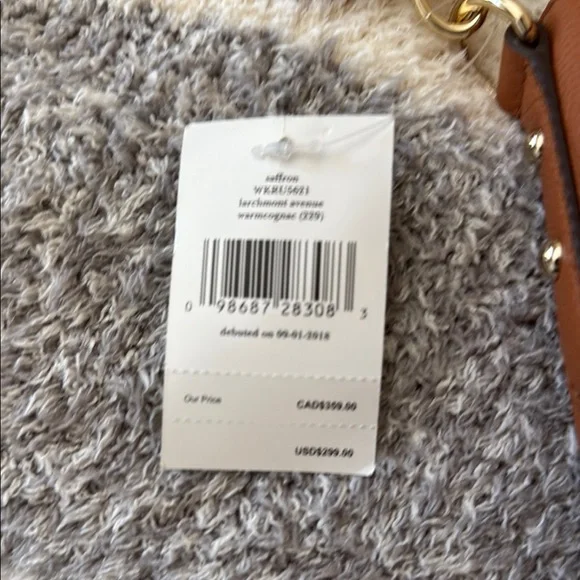 saffron
WKRU5621
larchmont avenue
warmcognac (229)
0 98687 28308 3
debuted on 09-01-2018
Our Price CAD$359.00
USD$299.00